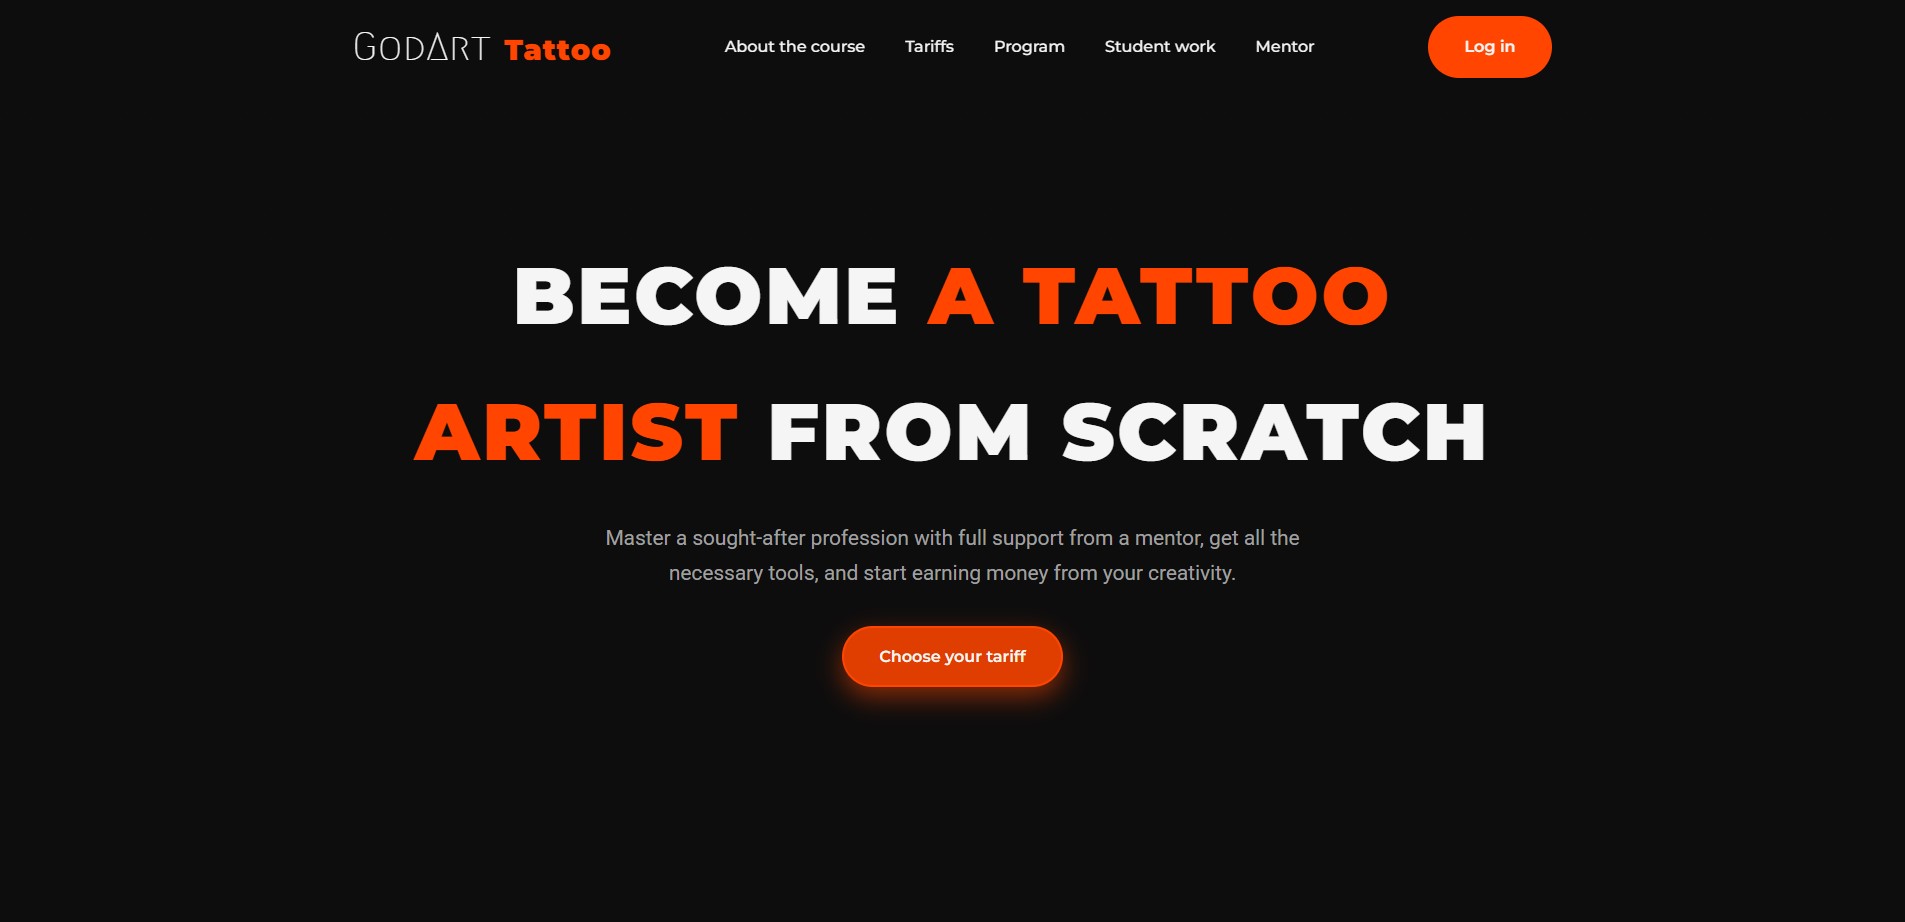 GODART Tattoo
About the course
Tariffs
Program
Student work
Mentor
Log in
BECOME A TATTOO
ARTIST FROM SCRATCH
Master a sought-after profession with full support from a mentor, get all the
necessary tools, and start earning money from your creativity.
Choose your tariff